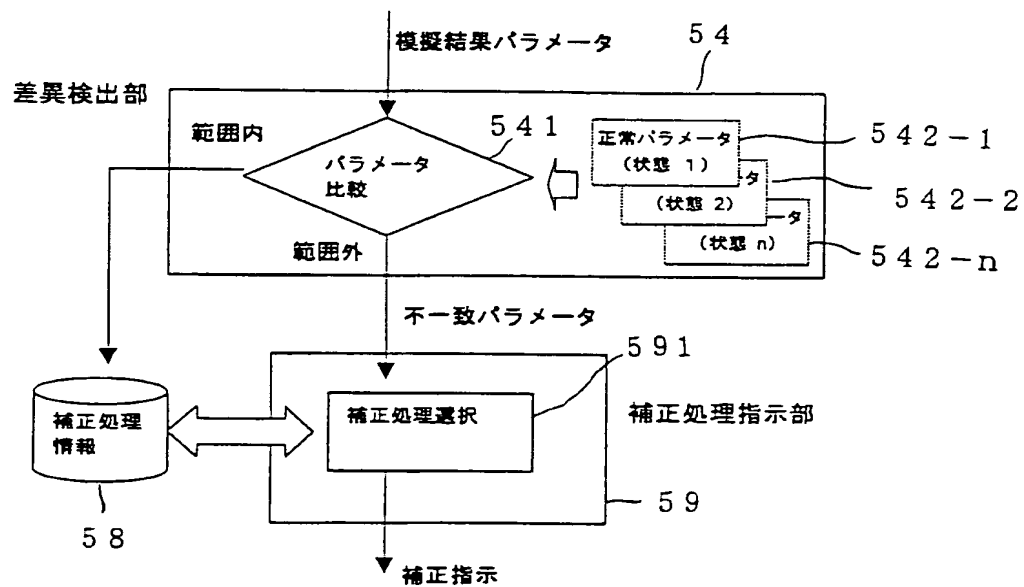 模擬結果パラメータ
54
差異検出部
範囲内
541
パラメータ
比較
正常パラメータ
(状態 1)
542-1
タ
(状態 2)
542-2
タ
(状態 n)
542-n
範囲外
不一致パラメータ
591
補正処理
情報
補正処理選択
補正処理指示部
58
59
補正指示